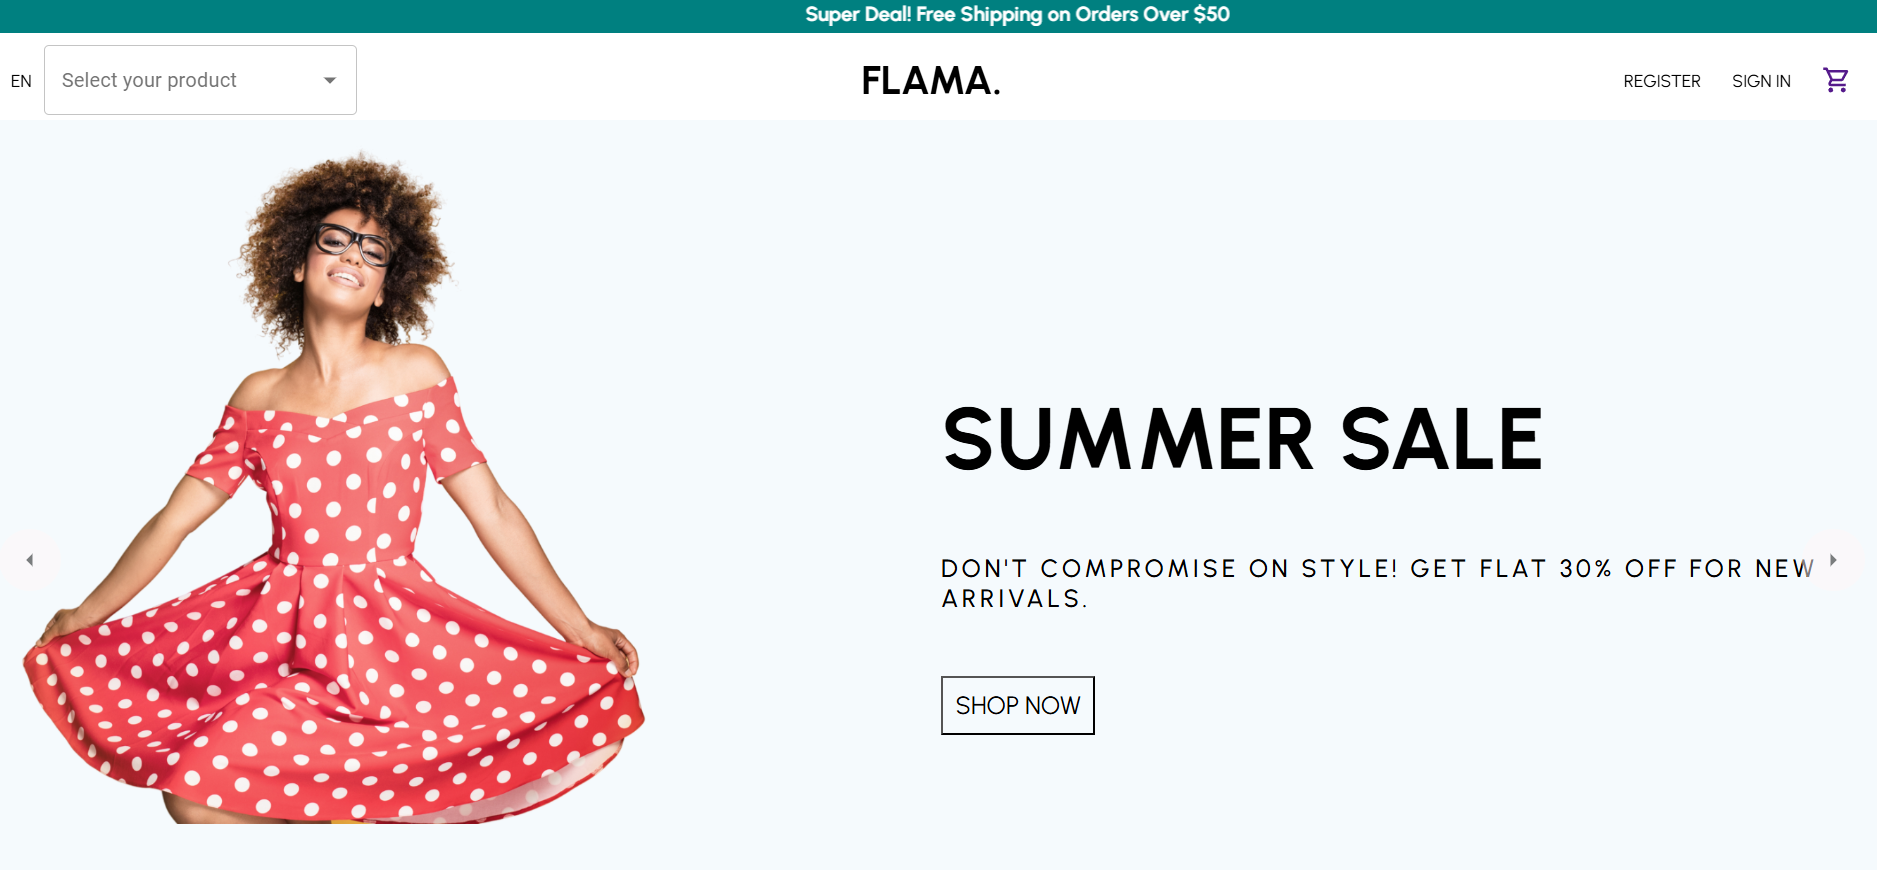 Super Deal! Free Shipping on Orders Over $50
EN
Select your product
FLAMA.
REGISTER
SIGN IN
SUMMER SALE
DON'T COMPROMISE ON STYLE! GET FLAT 30% OFF FOR NEW
ARRIVALS.
SHOP NOW